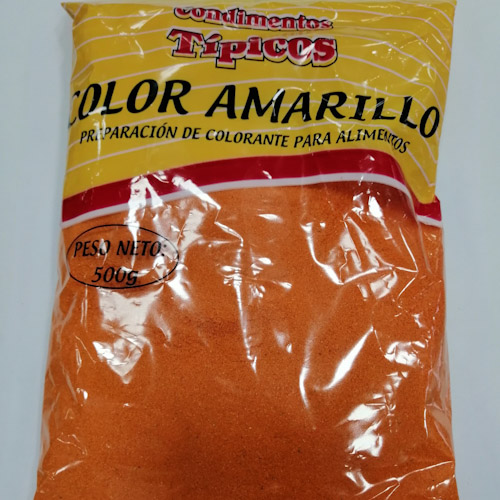 Condimentos
Típicos
COLOR AMARILLO
PREPARACIÓN DE COLORANTE PARA ALIMENTOS
PESO NETO:
500g